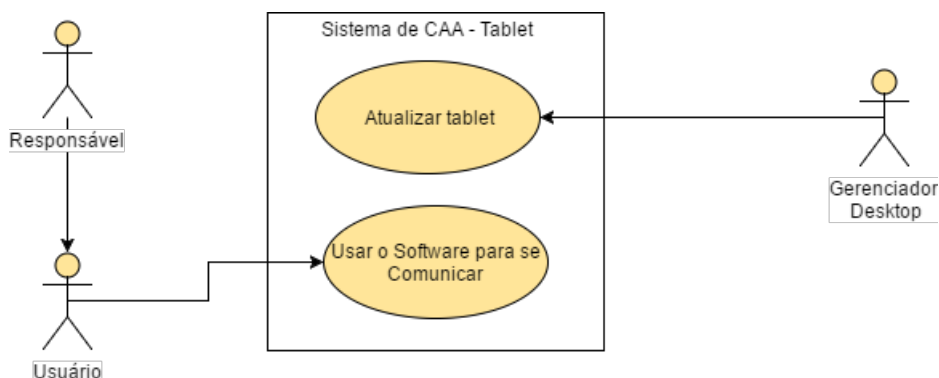 Sistema de CAA - Tablet
Atualizar tablet
Responsável
Gerenciador
Desktop
Usar o Software para se
Comunicar
Usuário